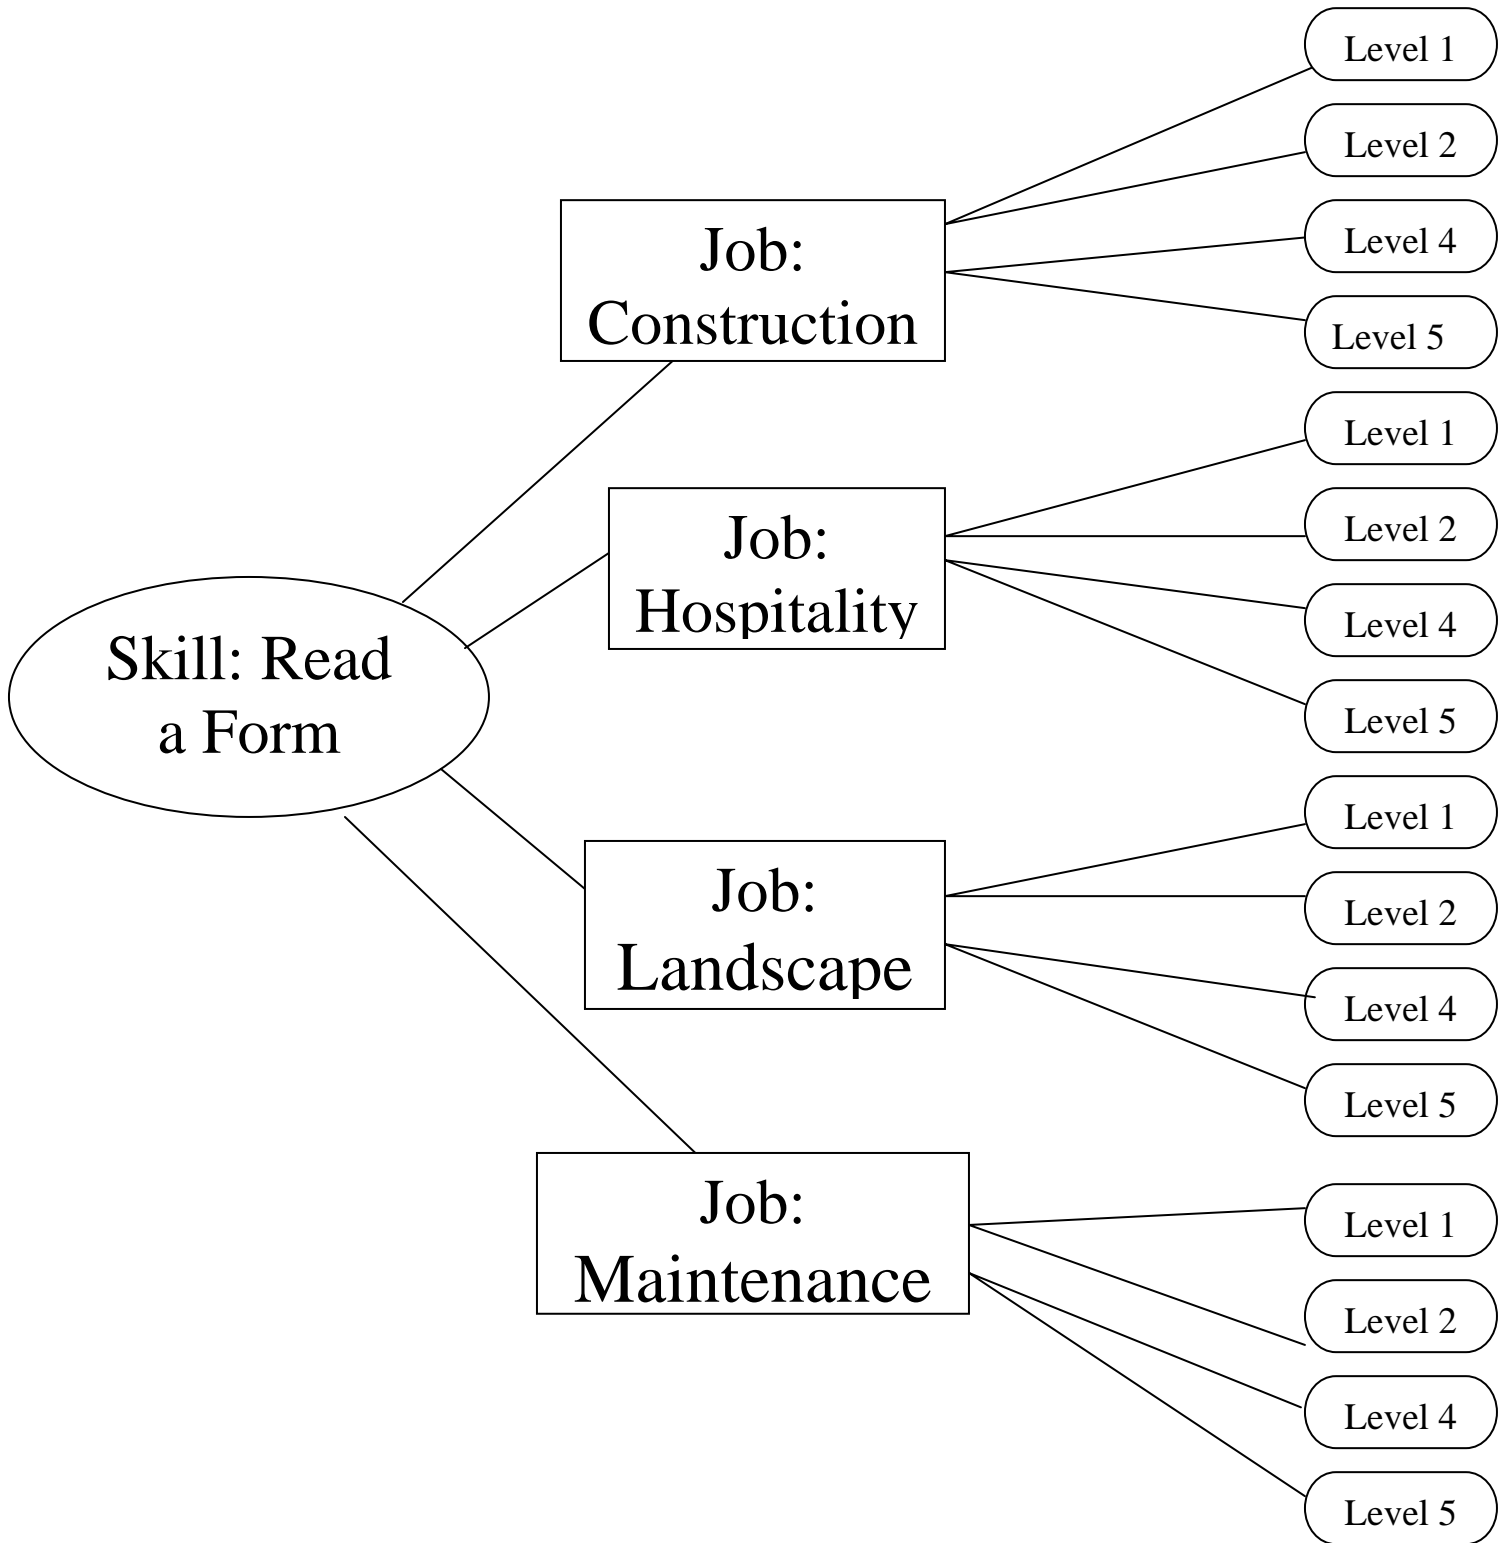 Skill: Read
a Form
Job:
Construction
Level 1
Level 2
Level 4
Level 5
Job:
Hospitality
Level 1
Level 2
Level 4
Level 5
Job:
Landscape
Level 1
Level 2
Level 4
Level 5
Job:
Maintenance
Level 1
Level 2
Level 4
Level 5